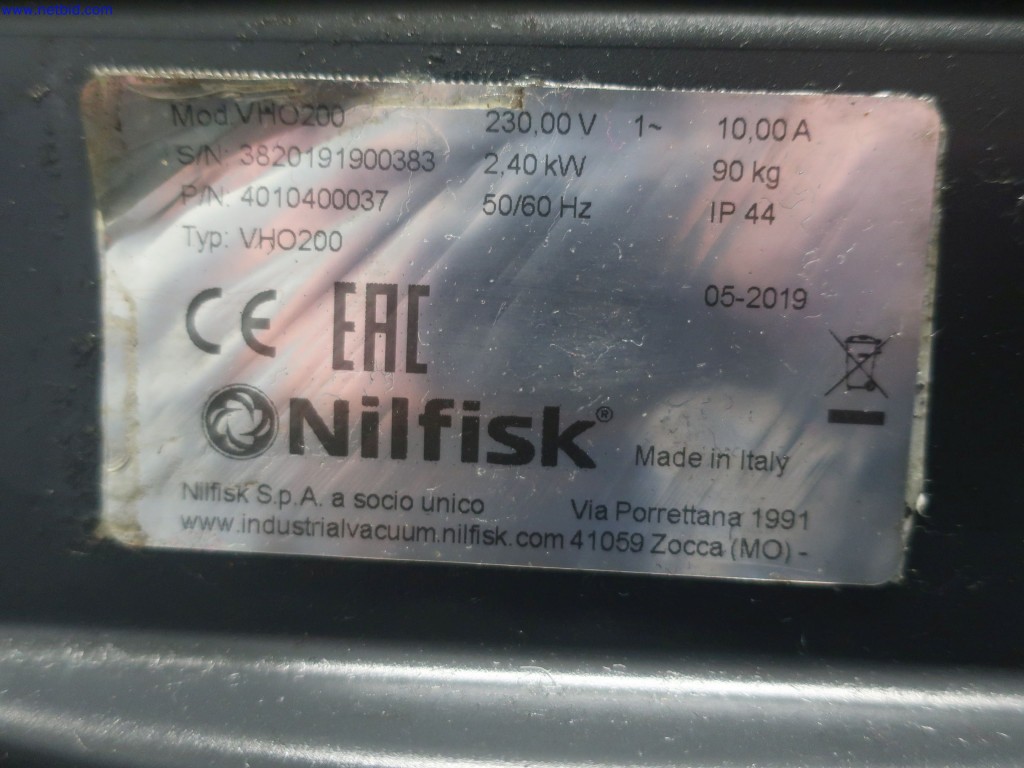 www.netbid.com
Mod.VHO200 230,00 V 1~ 10,00 A
S/N: 3820191900383 2,40 kW 90 kg
P/N: 4010400037 50/60 Hz IP 44
Typ: VHO200
05-2019
CE EAC
Nilfisk® Made in Italy
Nilfisk S.p.A. a socio unico Via Porrettana 1991
www.industrialvacuum.nilfisk.com 41059 Zocca (MO) -